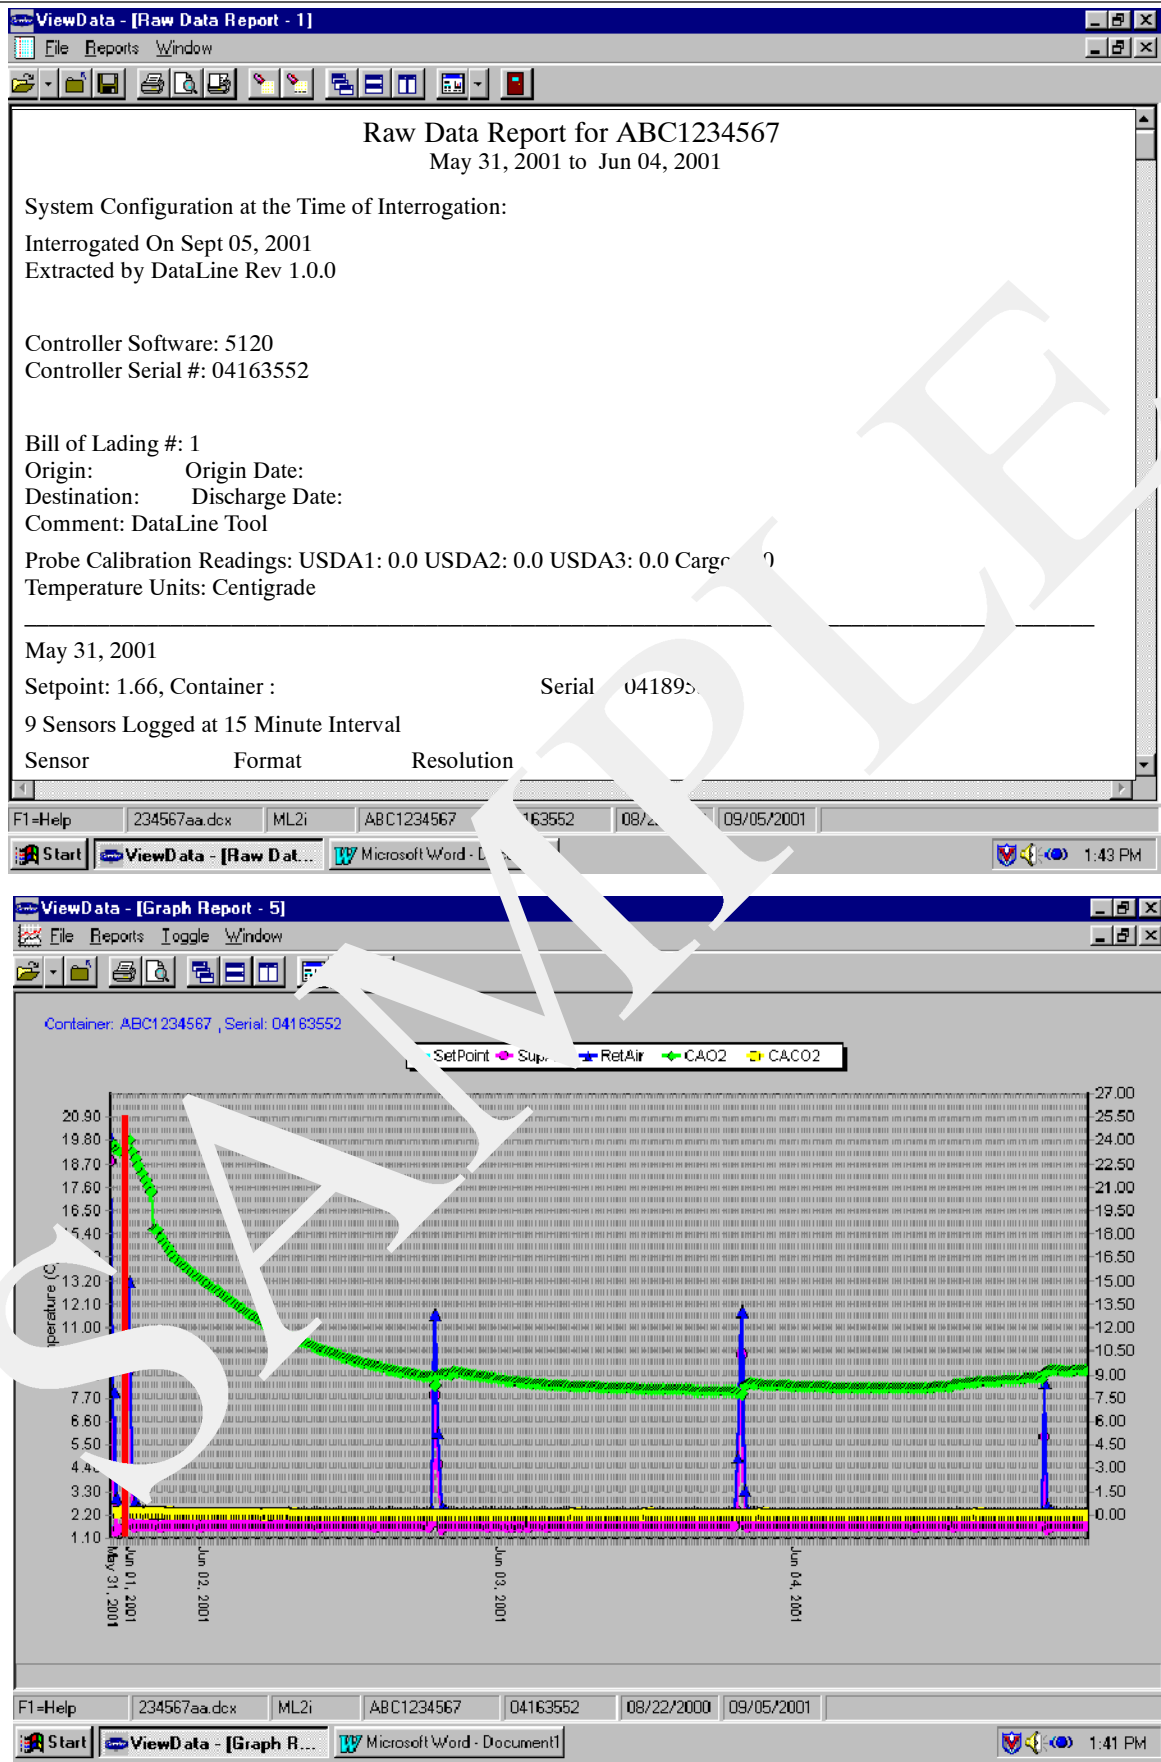 ViewData - [Raw Data Report - 1]
File Reports Window
Raw Data Report for ABC1234567
May 31, 2001 to Jun 04, 2001
System Configuration at the Time of Interrogation:
Interrogated On Sept 05, 2001
Extracted by DataLine Rev 1.0.0
Controller Software: 5120
Controller Serial #: 04163552
Bill of Lading #: 1
Origin: Origin Date:
Destination: Discharge Date:
Comment: DataLine Tool
Probe Calibration Readings: USDA1: 0.0 USDA2: 0.0 USDA3: 0.0
Temperature Units: Centigrade
May 31, 2001
Setpoint: 1.66, Container : Serial
9 Sensors Logged at 15 Minute Interval
Sensor Format Resolution
F1=Help 234567aa.dcx ML2i ABC1234567 09/05/2001
Start ViewData - [Raw Dat... Microsoft Word - 1:43 PM
SAMPLE
ViewData - [Graph Report - 5]
File Reports Toggle Window
Container: ABC1234567 , Serial: 04163552
SetPoint RetAir CAO2 CACO2
20.90
19.80
18.70
17.60
16.50
13.20
12.10
11.00
7.70
6.60
5.50
3.30
2.20
1.10
27.00
25.50
24.00
22.50
21.00
19.50
18.00
16.50
15.00
13.50
12.00
10.50
9.00
7.50
6.00
4.50
3.00
1.50
0.00
May 31, 2001
Jun 01, 2001
Jun 02, 2001
Jun 03, 2001
Jun 04, 2001
F1=Help 234567aa.dcx ML2i ABC1234567 04163552 08/22/2000 09/05/2001
Start ViewData - [Graph R... Microsoft Word - Document1 1:41 PM